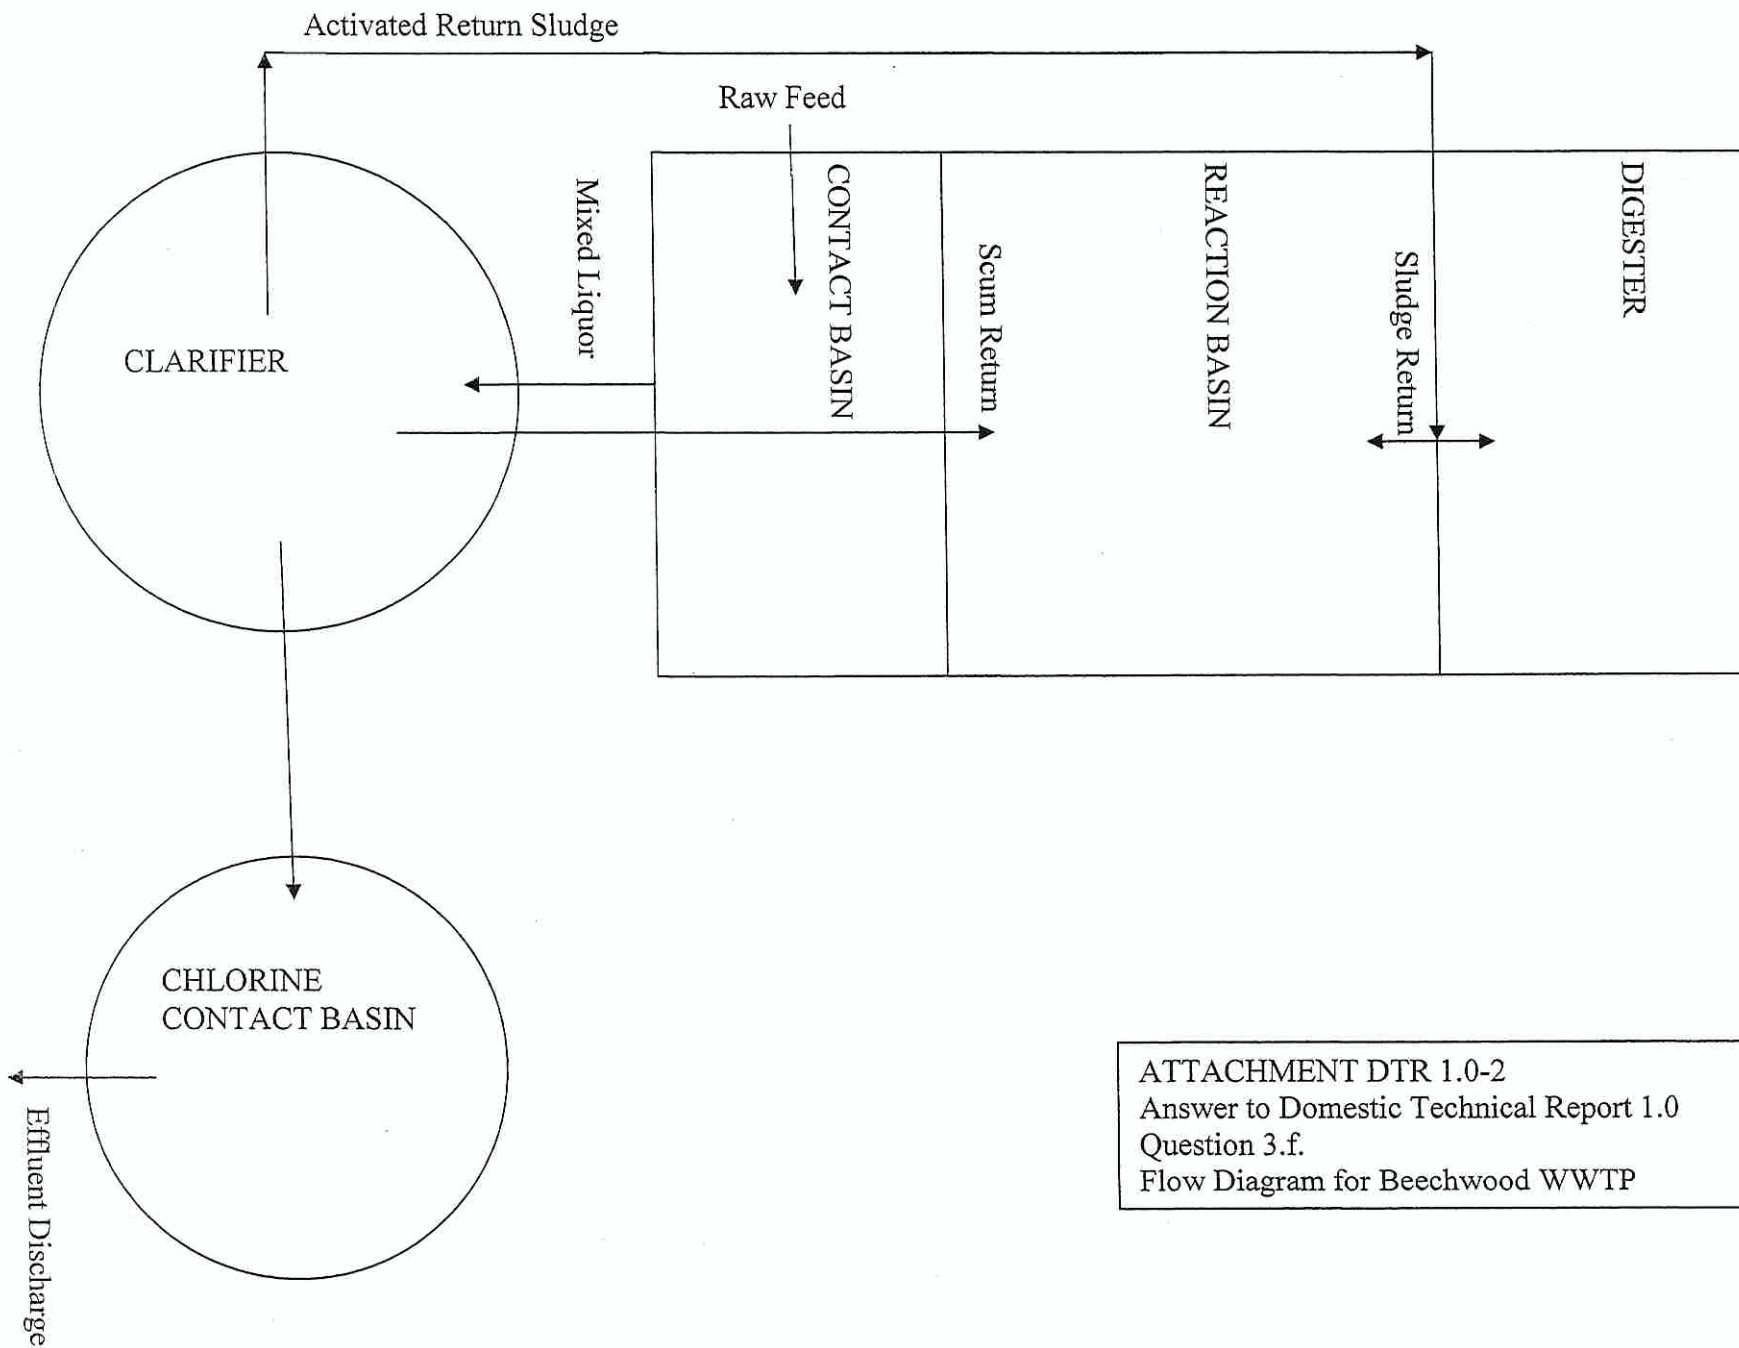 Activated Return Sludge
Raw Feed
CLARIFIER
Mixed Liquor
CONTACT BASIN
Scum Return
REACTION BASIN
Sludge Return
DIGESTER
CHLORINE
CONTACT BASIN
Effluent Discharge
ATTACHMENT DTR 1.0-2
Answer to Domestic Technical Report 1.0
Question 3.f.
Flow Diagram for Beechwood WWTP